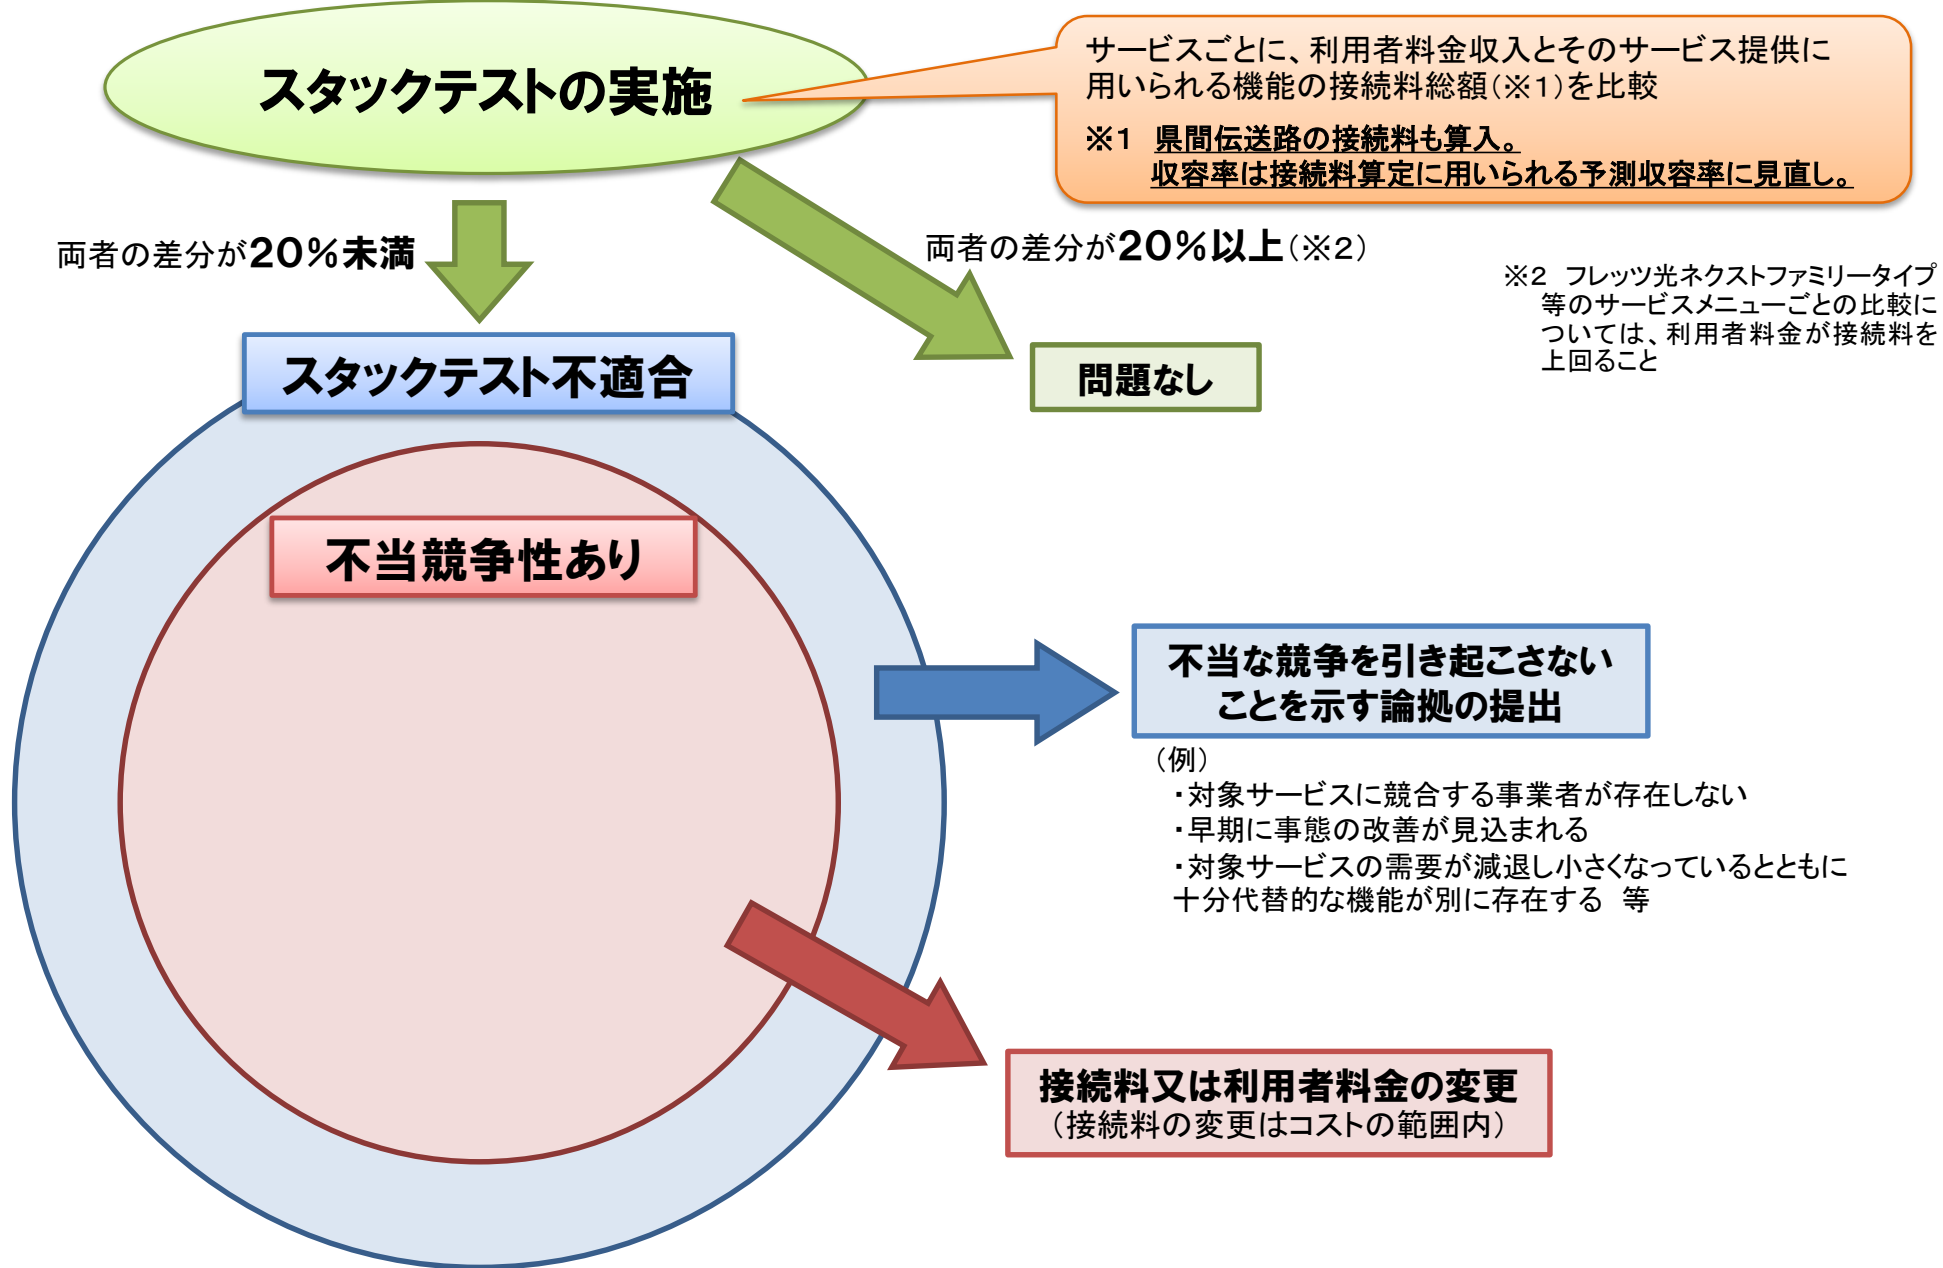 スタックテストの実施
サービスごとに、利用者料金収入とそのサービス提供に
用いられる機能の接続料総額(※1)を比較
※1　県間伝送路の接続料も算入。
収容率は接続料算定に用いられる予測収容率に見直し。
両者の差分が20%未満
両者の差分が20%以上(※2)
※2　フレッツ光ネクストファミリータイプ
等のサービスメニューごとの比較に
ついては、利用者料金が接続料を
上回ること
スタックテスト不適合
問題なし
不当競争性あり
不当な競争を引き起こさない
ことを示す論拠の提出
(例)
・対象サービスに競合する事業者が存在しない
・早期に事態の改善が見込まれる
・対象サービスの需要が減退し小さくなっているとともに
十分代替的な機能が別に存在する　等
接続料又は利用者料金の変更
(接続料の変更はコストの範囲内)